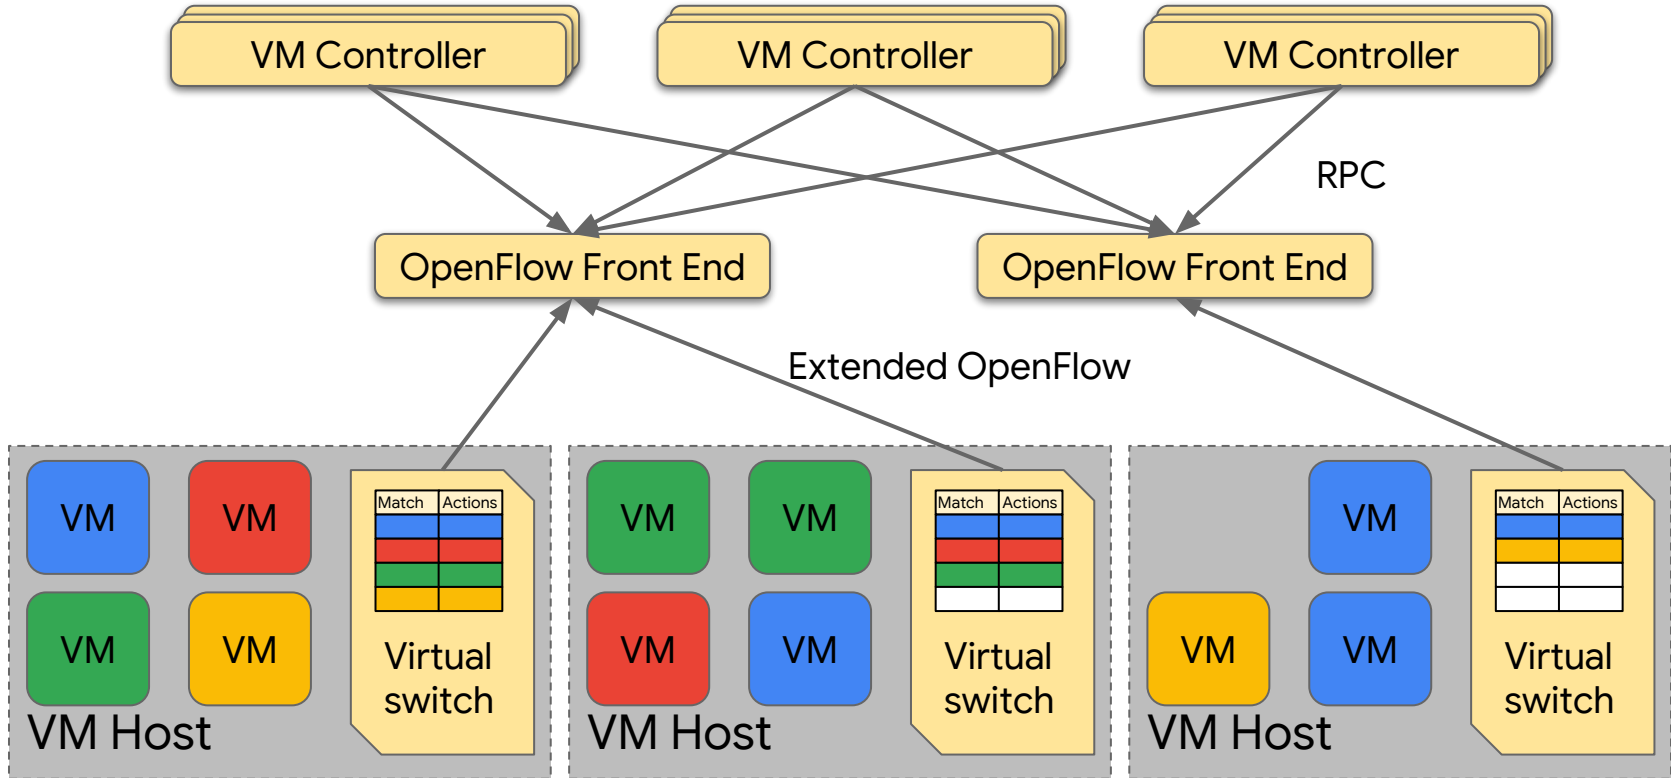 VM Controller
VM Controller
VM Controller
RPC
OpenFlow Front End
OpenFlow Front End
Extended OpenFlow
VM
VM
Match Actions
VM
VM
Virtual
switch
VM Host
VM
VM
Match Actions
VM
VM
Virtual
switch
VM Host
VM
Match Actions
VM
VM
Virtual
switch
VM Host